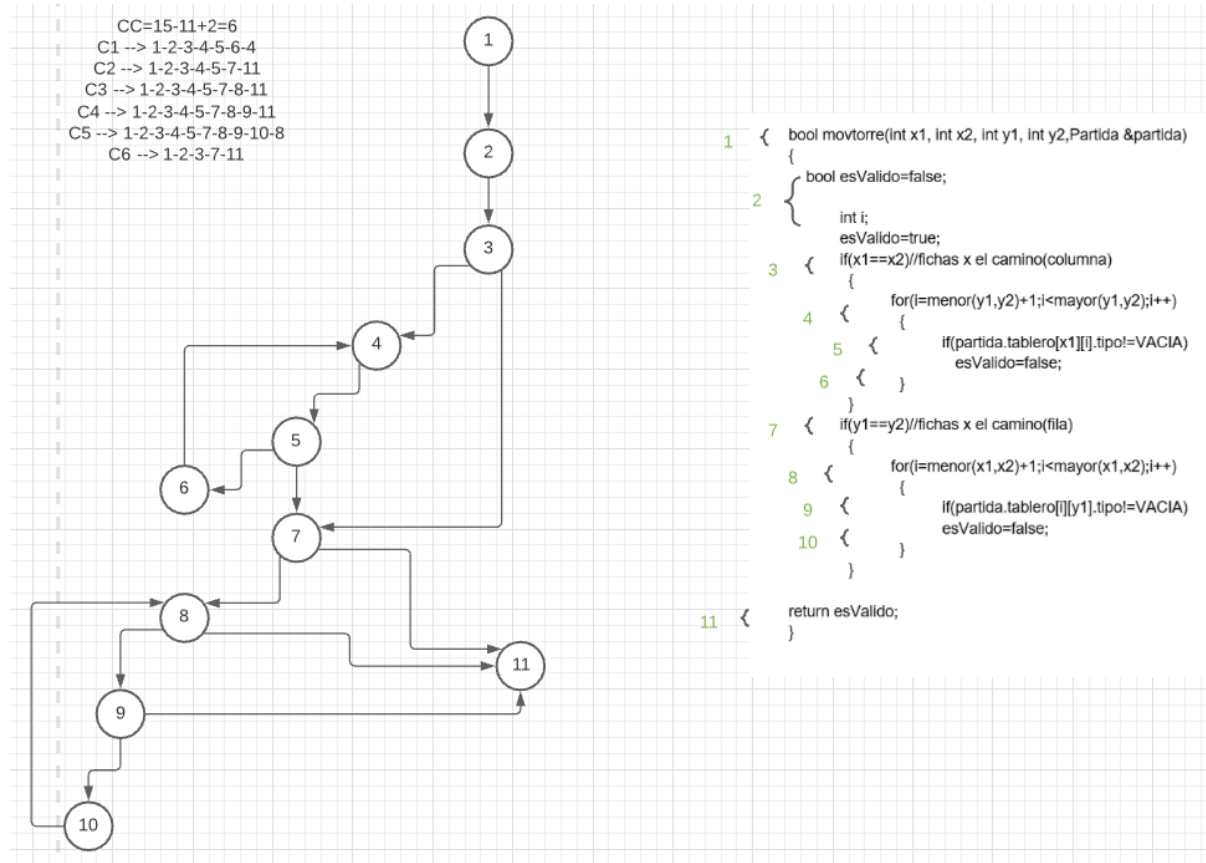 CC=15-11+2=6
C1 --> 1-2-3-4-5-6-4
C2 --> 1-2-3-4-5-7-11
C3 --> 1-2-3-4-5-7-8-11
C4 --> 1-2-3-4-5-7-8-9-11
C5 --> 1-2-3-4-5-7-8-9-10-8
C6 --> 1-2-3-7-11
1
2
3
4
5
6
7
8
11
9
10
1 { bool movtorre(int x1, int x2, int y1, int y2,Partida &partida)
{
bool esValido=false;
2 {
int i;
esValido=true;
3 { if(x1==x2)//fichas x el camino(columna)
{
for(i=menor(y1,y2)+1;i<mayor(y1,y2);i++)
4 { {
5 { if(partida.tablero[x1][i].tipo!=VACIA)
esValido=false;
6 { }
}
7 { if(y1==y2)//fichas x el camino(fila)
{
for(i=menor(x1,x2)+1;i<mayor(x1,x2);i++)
8 { {
9 { if(partida.tablero[i][y1].tipo!=VACIA)
esValido=false;
10 { }
}
11 { return esValido;
}